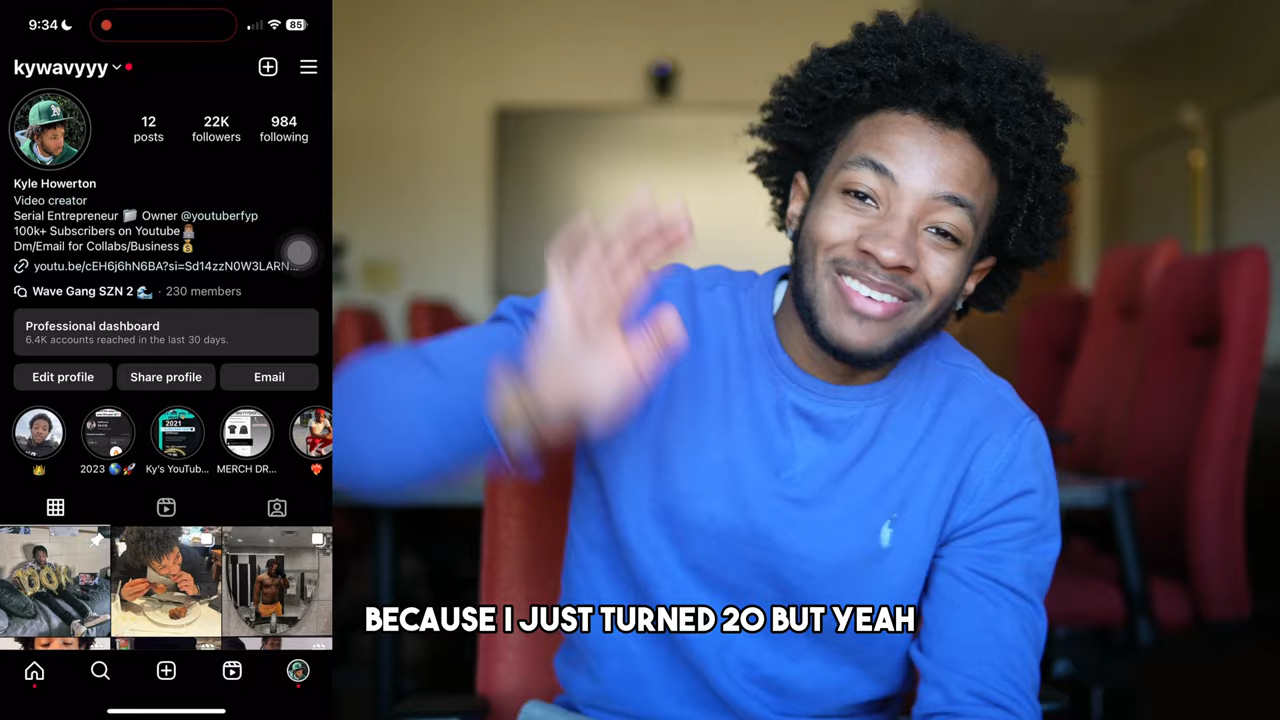 9:34
85
kywavyyy
12
22K
984
posts
followers
following
Kyle Howerton
Video creator
Serial Entrepreneur Owner @youtuberfyp
100k+ Subscribers on Youtube
Dm/Email for Collabs/Business
youtu.be/cEH6j6hN6BA?si=Sd14zzN0W3LARN...
Wave Gang SZN 2 · 230 members
Professional dashboard
6.4K accounts reached in the last 30 days.
Edit profile
Share profile
Email
2021
2023
Ky's YouTub...
MERCH DR...
100K
BECAUSE I JUST TURNED 20 BUT YEAH